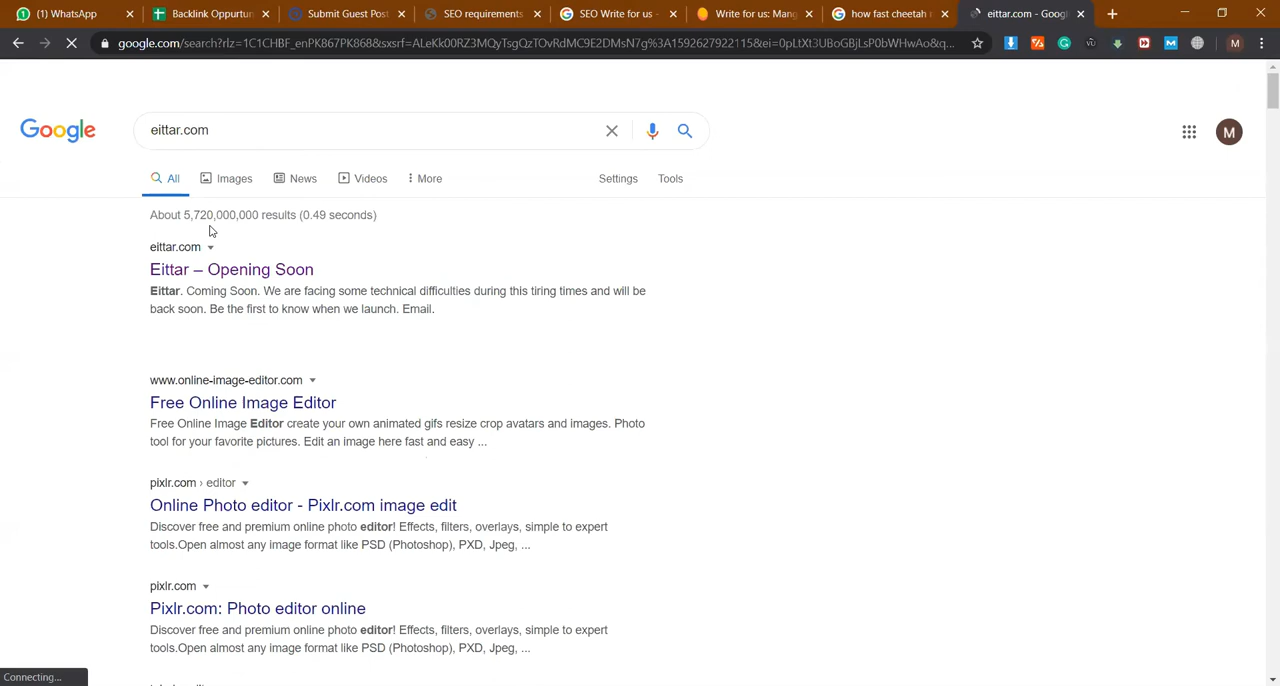 (1) WhatsApp
Backlink Oppurtur
Submit Guest Post
SEO requirements
SEO Write for us -
Write for us: Mang
how fast cheetah r
eittar.com - Googl
google.com/search?rlz=1C1CHBF_enPK867PK868&sxsrf=ALeKk00RZ3MQyTsgQzTOvRdMC9E2DMsN7g%3A1592627922115&ei=0pLtXt3UBoGBjLsP0bWHwAo&q...
M
Google
eittar.com
M
All
Images
News
Videos
More
Settings
Tools
About 5,720,000,000 results (0.49 seconds)
eittar.com
Eittar – Opening Soon
Eittar. Coming Soon. We are facing some technical difficulties during this tiring times and will be
back soon. Be the first to know when we launch. Email.
www.online-image-editor.com
Free Online Image Editor
Free Online Image Editor create your own animated gifs resize crop avatars and images. Photo
tool for your favorite pictures. Edit an image here fast and easy ...
pixlr.com › editor
Online Photo editor - Pixlr.com image edit
Discover free and premium online photo editor! Effects, filters, overlays, simple to expert
tools.Open almost any image format like PSD (Photoshop), PXD, Jpeg, ...
pixlr.com
Pixlr.com: Photo editor online
Discover free and premium online photo editor! Effects, filters, overlays, simple to expert
tools.Open almost any image format like PSD (Photoshop), PXD, Jpeg, ...
Connecting...